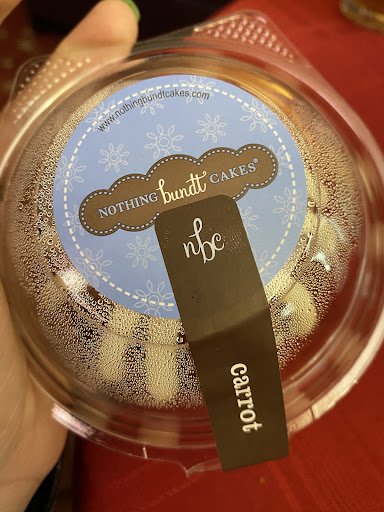 www.nothingbundtcakes.com
NOTHING bundt CAKES®
nbc
carrot